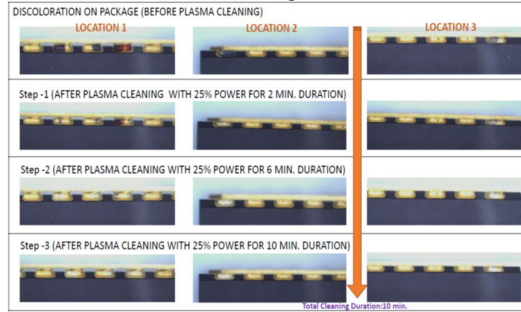 DISCOLORATION ON PACKAGE (BEFORE PLASMA CLEANING)
LOCATION 1
LOCATION 2
LOCATION 3
Step -1 (AFTER PLASMA CLEANING WITH 25% POWER FOR 2 MIN. DURATION)
Step -2 (AFTER PLASMA CLEANING WITH 25% POWER FOR 6 MIN. DURATION)
Step -3 (AFTER PLASMA CLEANING WITH 25% POWER FOR 10 MIN. DURATION)
Total Cleaning Duration:10 min.